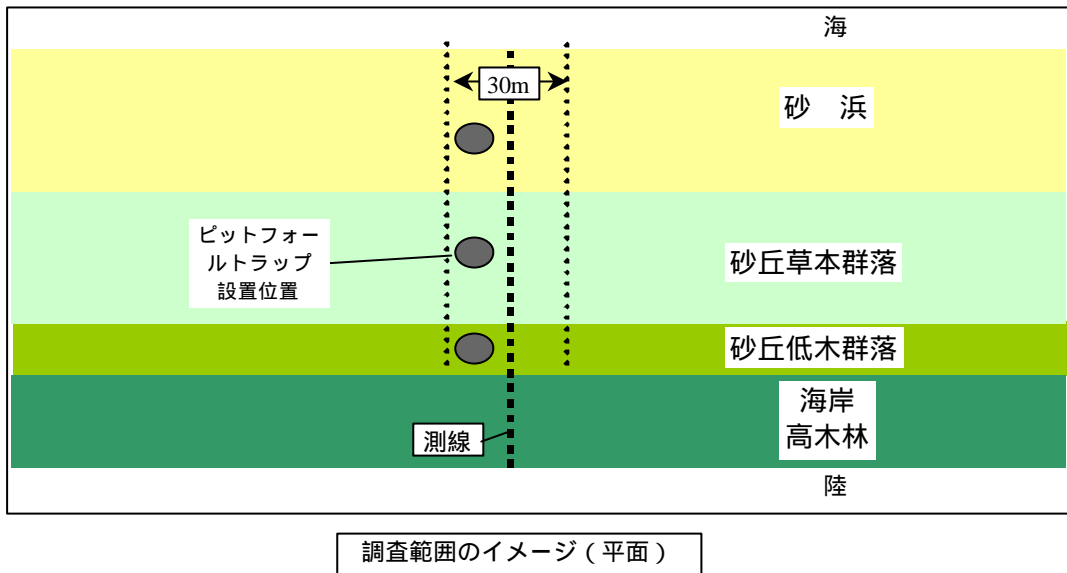 海
30m
砂　浜
ピットフォー
ルトラップ
設置位置
砂丘草本群落
砂丘低木群落
海岸
高木林
測線
陸
調査範囲のイメージ（平面）